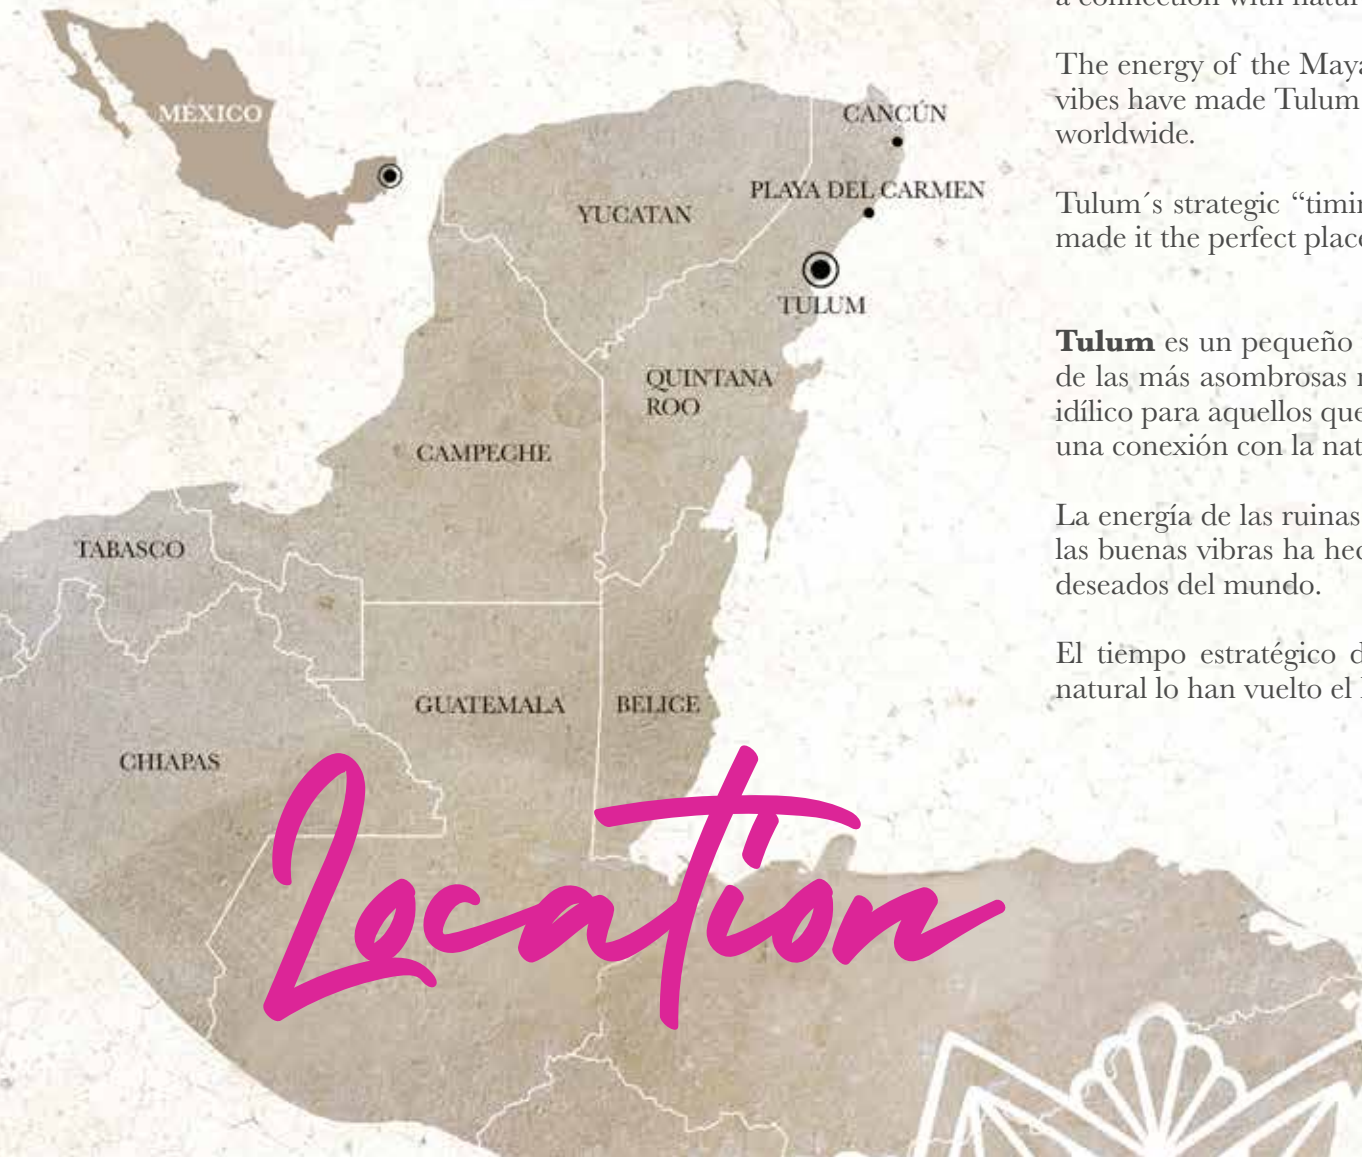 MÉXICO
CANCÚN
PLAYA DEL CARMEN
YUCATAN
TULUM
QUINTANA
ROO
CAMPECHE
TABASCO
GUATEMALA
BELICE
CHIAPAS
Location
a connection with
The energy of the
vibes have made Tulum
worldwide.
Tulum´s strategic
made it the perfect
Tulum es un pequeño
de las más asombrosas
idílico para aquellos que
una conexión con la
La energía de las ruinas
las buenas vibras ha
deseados del mundo.
El tiempo estratégico
natural lo han vuelto el